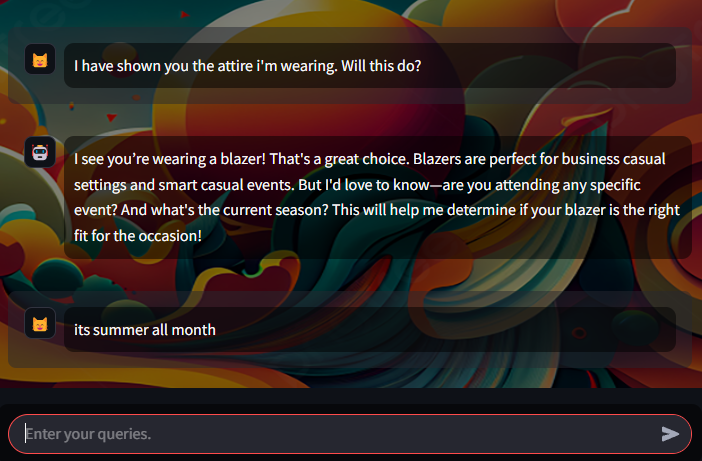 I have shown you the attire i'm wearing. Will this do?
I see you’re wearing a blazer! That's a great choice. Blazers are perfect for business casual
settings and smart casual events. But I'd love to know—are you attending any specific
event? And what's the current season? This will help me determine if your blazer is the right
fit for the occasion!
its summer all month
Enter your queries.